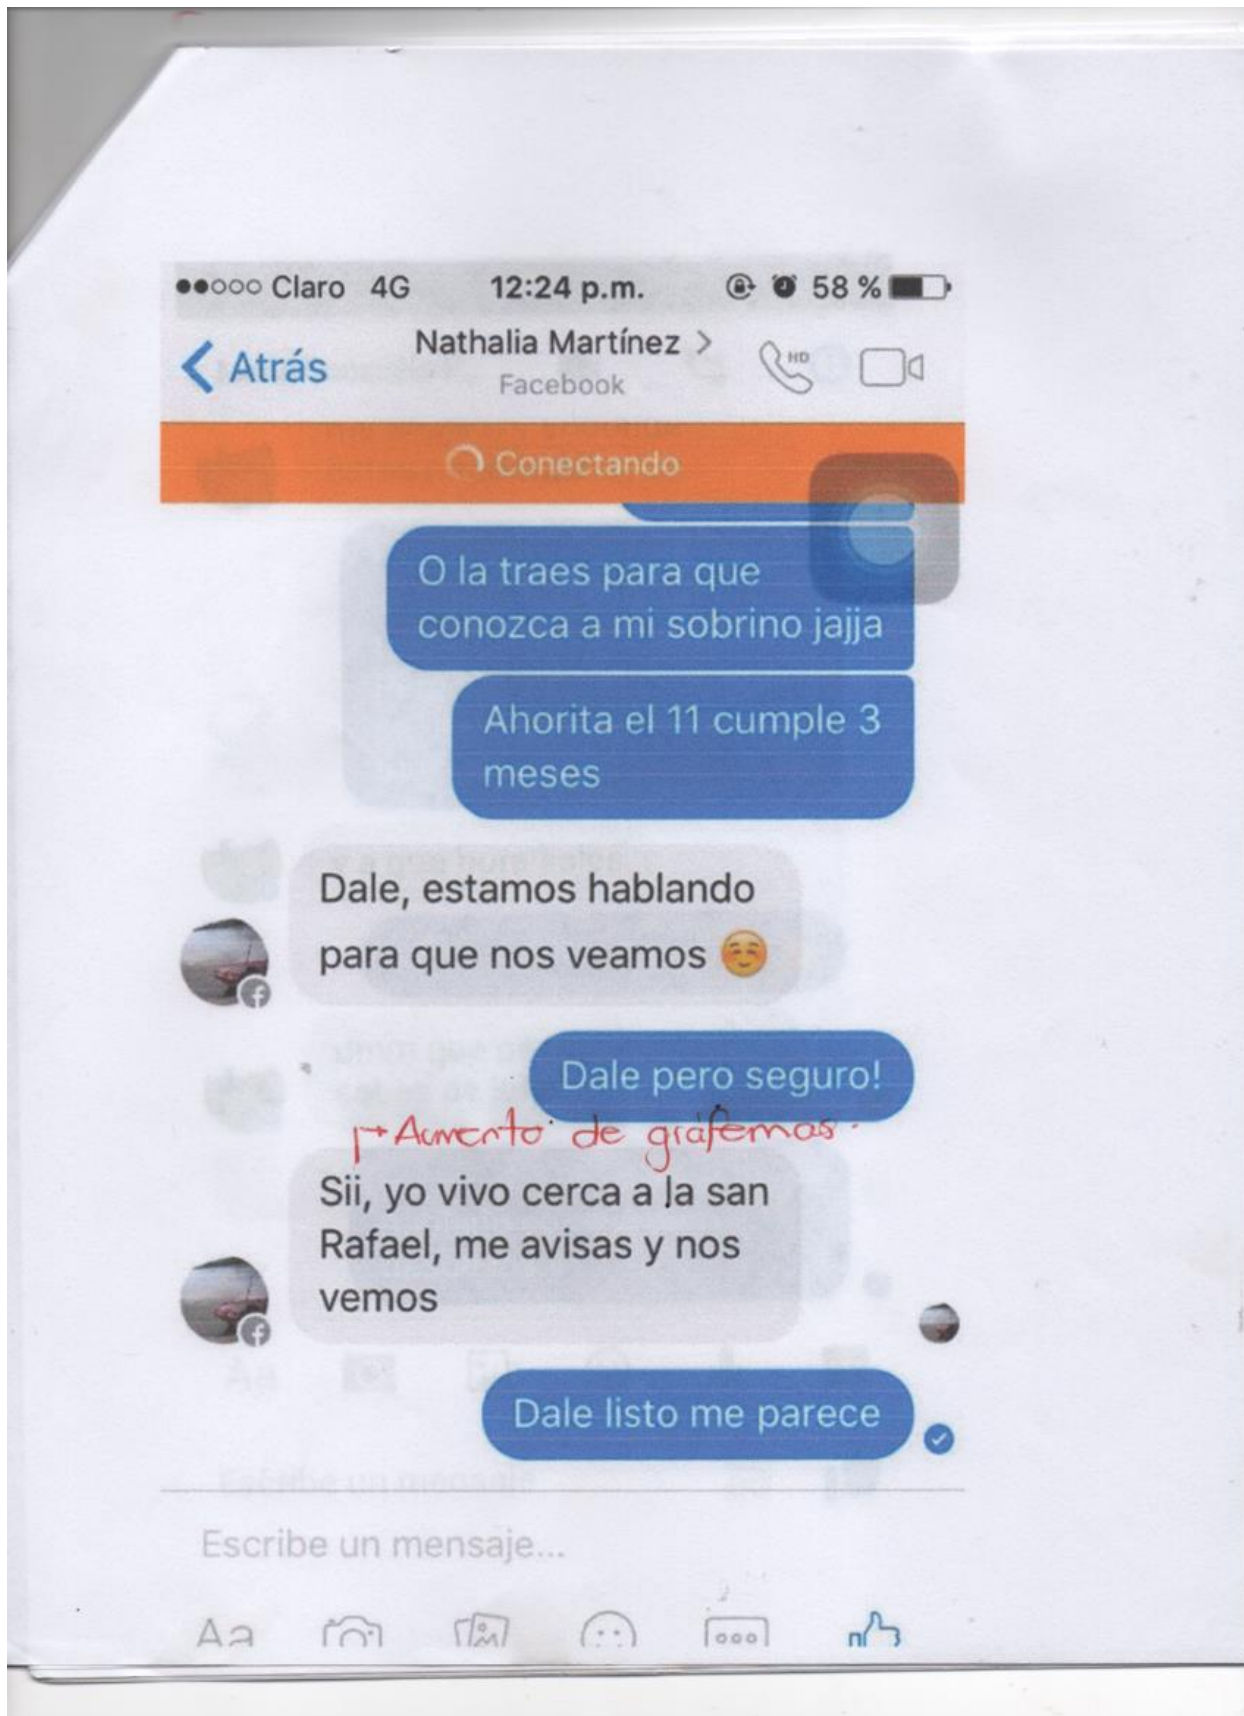 Claro 4G 12:24 p.m. 58 %
Nathalia Martínez >
Atrás
Facebook
HD
Conectando
O la traes para que
conozca a mi sobrino jajja
Ahorita el 11 cumple 3
meses
Dale, estamos hablando
para que nos veamos ☺️
Dale pero seguro!
Aumento de grafemas.
Sii, yo vivo cerca a la san
Rafael, me avisas y nos
vemos
Dale listo me parece
Escribe un mensaje...
Aa